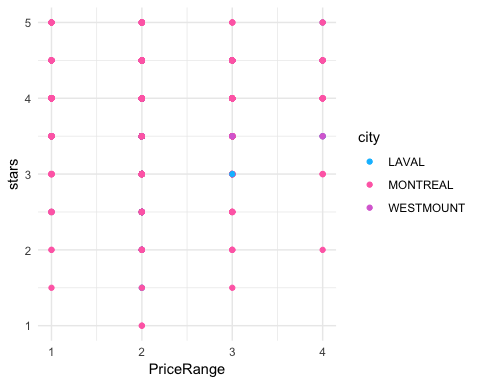 5
4
3
2
1
stars
1 2 3 4
PriceRange
city
LAVAL
MONTREAL
WESTMOUNT